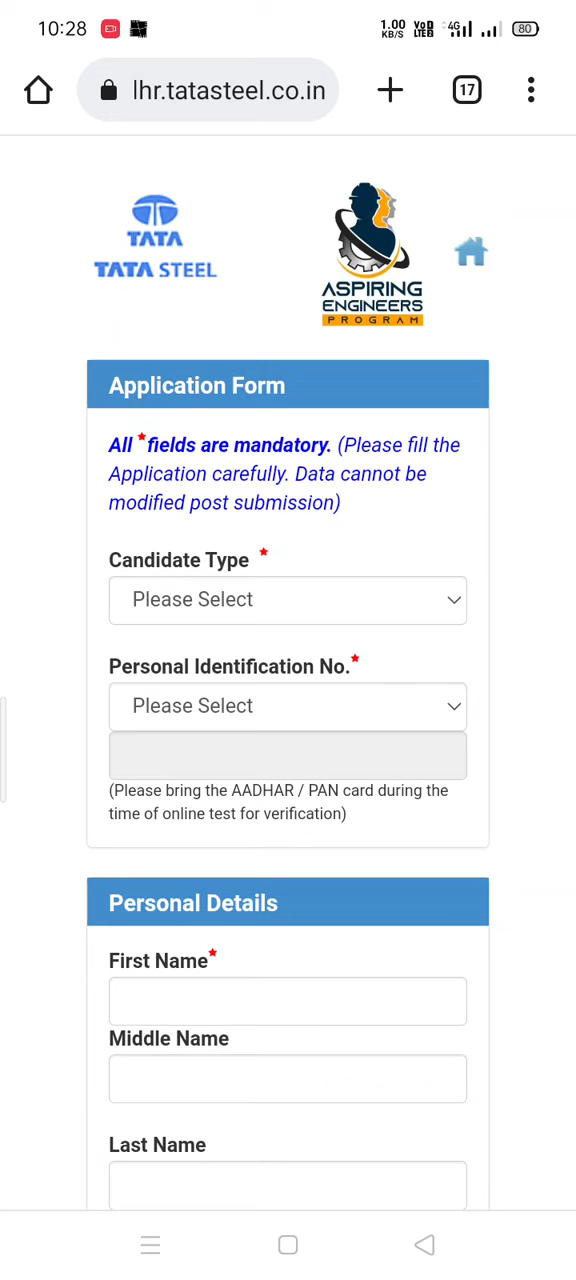 10:28 1.00 KB/S VoD LTE2 4G 80
lhr.tatasteel.co.in 17
TATA
TATA STEEL
ASPIRING
ENGINEERS
PROGRAM
Application Form
All *fields are mandatory. (Please fill the
Application carefully. Data cannot be
modified post submission)
Candidate Type *
Please Select
Personal Identification No.*
Please Select
(Please bring the AADHAR / PAN card during the
time of online test for verification)
Personal Details
First Name*
Middle Name
Last Name